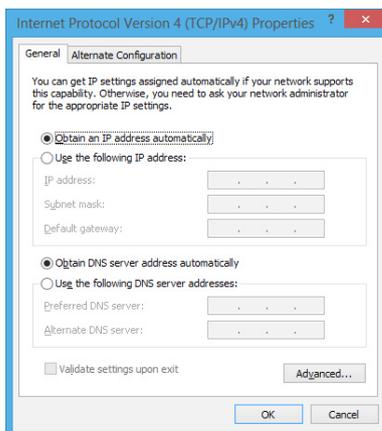 Internet Protocol Version 4 (TCP/IPv4) Properties ? ×
General Alternate Configuration
You can get IP settings assigned automatically if your network supports
this capability. Otherwise, you need to ask your network administrator
for the appropriate IP settings.
Obtain an IP address automatically
Use the following IP address:
IP address: . . .
Subnet mask: . . .
Default gateway: . . .
Obtain DNS server address automatically
Use the following DNS server addresses:
Preferred DNS server: . . .
Alternate DNS server: . . .
Validate settings upon exit
Advanced...
OK Cancel